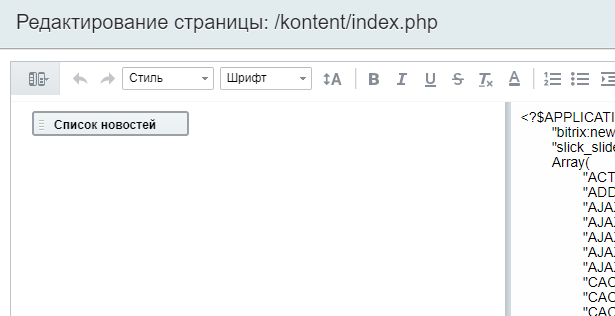 Редактирование страницы: /kontent/index.php
Стиль Шрифт
Список новостей
<?$APPLICATI
"bitrix:new
"slick_slide
Array(
"ACT
"ADD
"AJA
"AJA
"AJA
"AJA
"AJA
"CAC
"CAC
"CAC